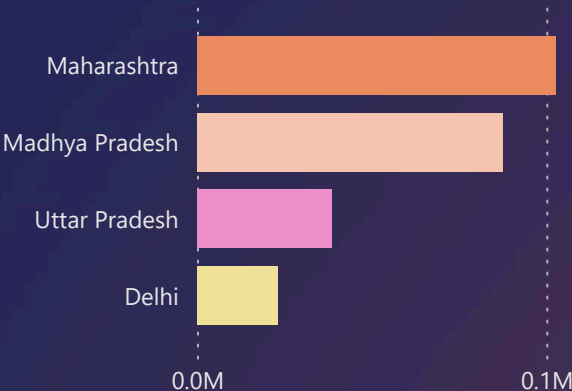 Maharashtra
Madhya Pradesh
Uttar Pradesh
Delhi
0.0M 0.1M